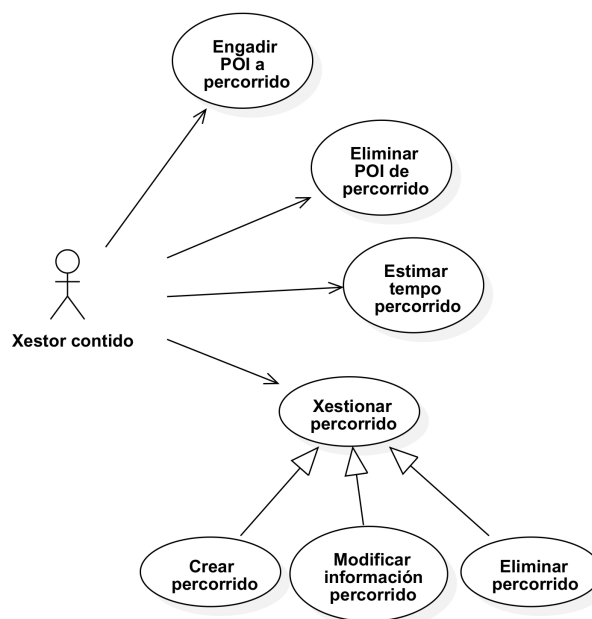 Engadir
POI a
percorrido
Eliminar
POI de
percorrido
Estimar
tempo
percorrido
Xestor contido
Xestionar
percorrido
Crear
percorrido
Modificar
información
percorrido
Eliminar
percorrido